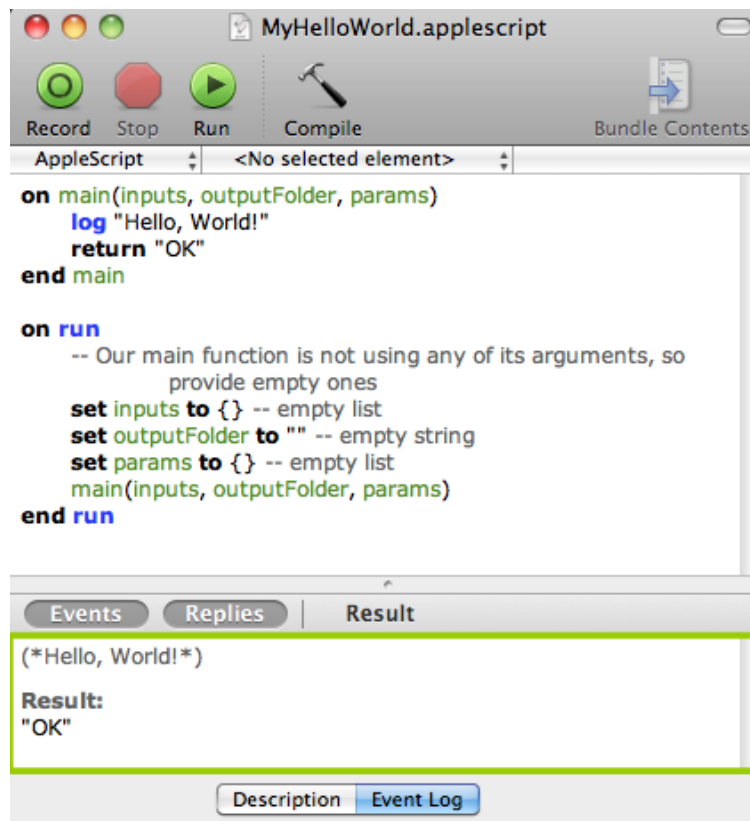 MyHelloWorld.applescript
Record Stop Run Compile Bundle Contents
AppleScript <No selected element>
on main(inputs, outputFolder, params)
log "Hello, World!"
return "OK"
end main
on run
-- Our main function is not using any of its arguments, so
provide empty ones
set inputs to {} -- empty list
set outputFolder to "" -- empty string
set params to {} -- empty list
main(inputs, outputFolder, params)
end run
Events Replies Result
(*Hello, World!*)
Result:
"OK"
Description Event Log